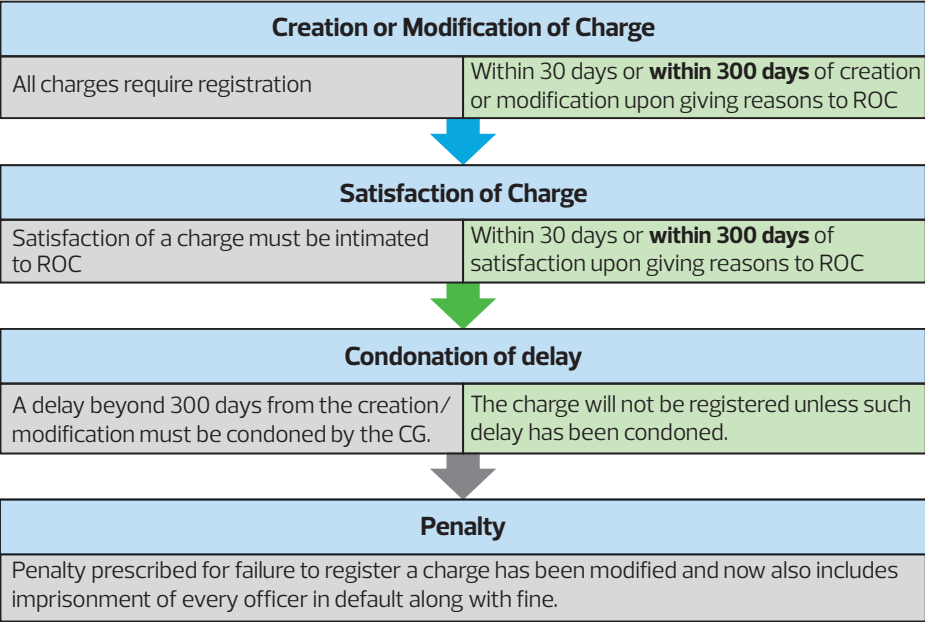 Creation or Modification of Charge
All charges require registration
Within 30 days or within 300 days of creation
or modification upon giving reasons to ROC
Satisfaction of Charge
Satisfaction of a charge must be intimated
to ROC
Within 30 days or within 300 days of
satisfaction upon giving reasons to ROC
Condonation of delay
A delay beyond 300 days from the creation/
modification must be condoned by the CG.
The charge will not be registered unless such
delay has been condoned.
Penalty
Penalty prescribed for failure to register a charge has been modified and now also includes
imprisonment of every officer in default along with fine.